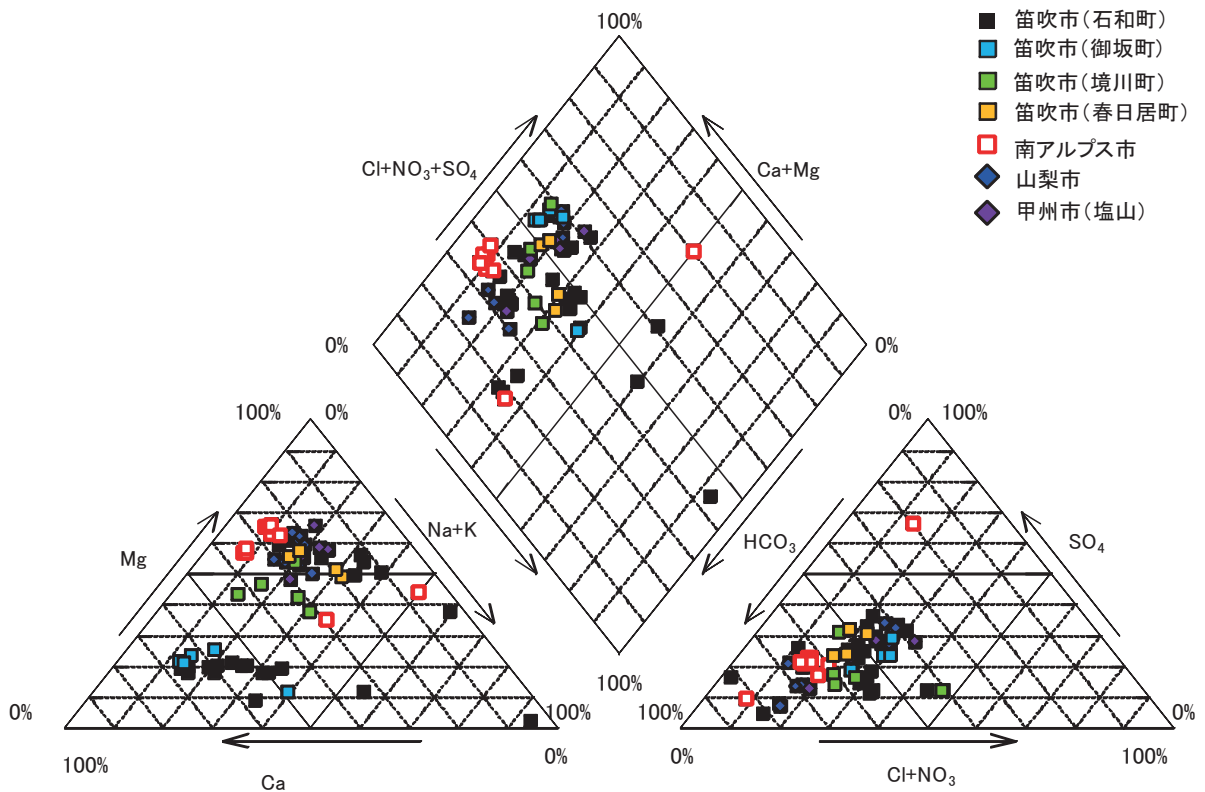 100%
笛吹市(石和町)
笛吹市(御坂町)
笛吹市(境川町)
笛吹市(春日居町)
南アルプス市
山梨市
甲州市(塩山)
Cl+NO₃+SO₄
Ca+Mg
0%
0%
100%
0%
0%
100%
Mg
Na+K
HCO₃
SO₄
100%
0%
100%
100%
0%
100%
0%
Ca
0%
100%
Cl+NO₃